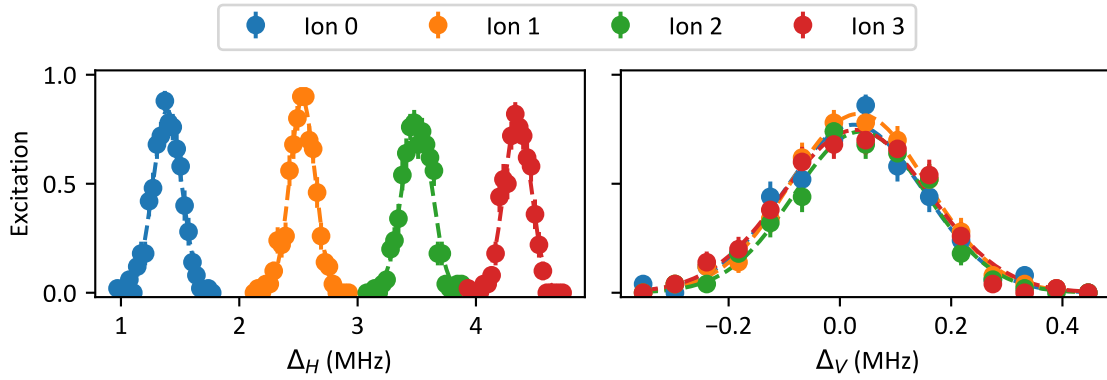 Ion 0 Ion 1 Ion 2 Ion 3
Excitation
1.0
0.5
0.0
1 2 3 4
−0.2 0.0 0.2 0.4
Δ_H (MHz)
Δ_V (MHz)